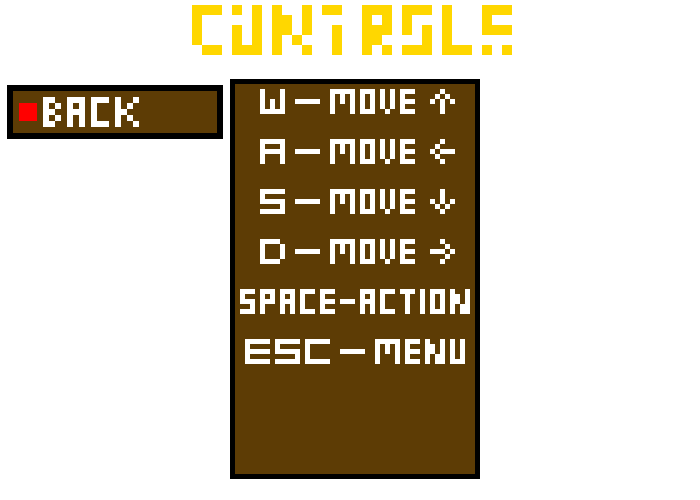 CONTROLS
BACK
W - MOVE ↑
A - MOVE ←
S - MOVE ↓
D - MOVE →
SPACE-ACTION
ESC - MENU